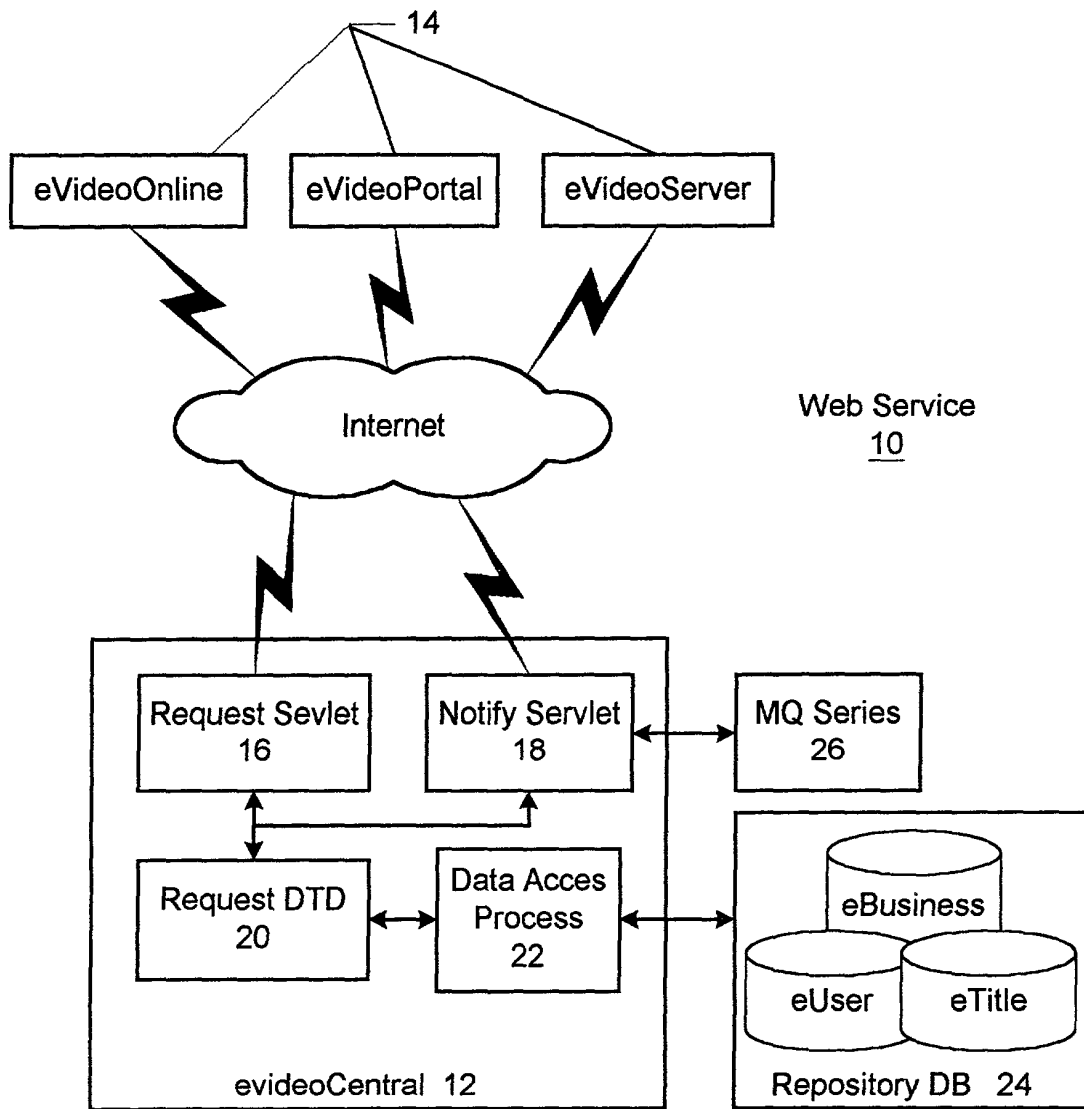 14
eVideoOnline
eVideoPortal
eVideoServer
Internet
Web Service
10
Request Sevlet
16
Notify Servlet
18
MQ Series
26
Request DTD
20
Data Acces
Process
22
eBusiness
eUser
eTitle
evideoCentral 12
Repository DB 24